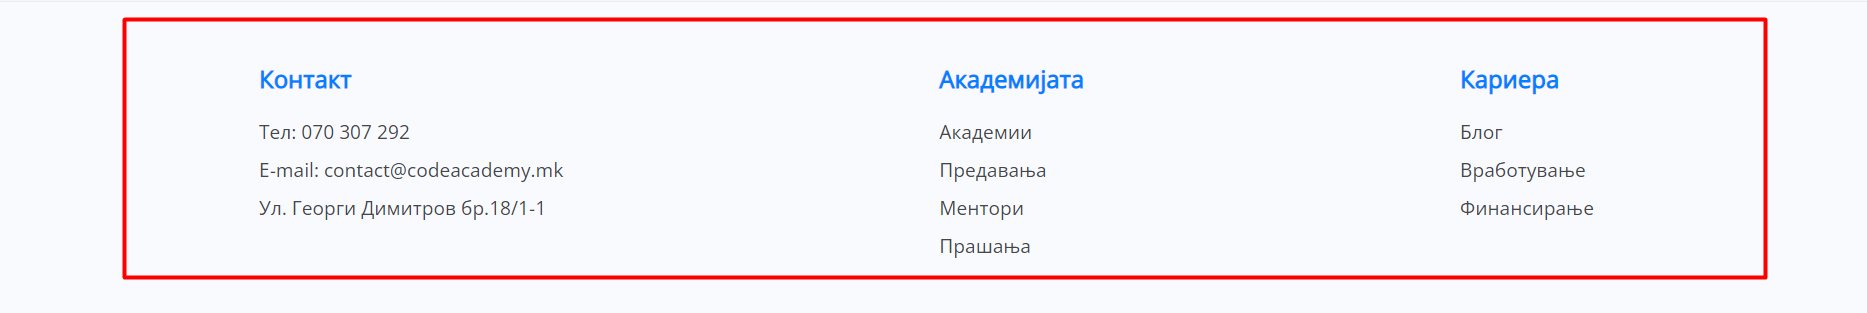 Контакт
Тел: 070 307 292
E-mail: contact@codeacademy.mk
Ул. Георги Димитров бр.18/1-1
Академијата
Академии
Предавања
Ментори
Прашања
Кариера
Блог
Вработување
Финансирање